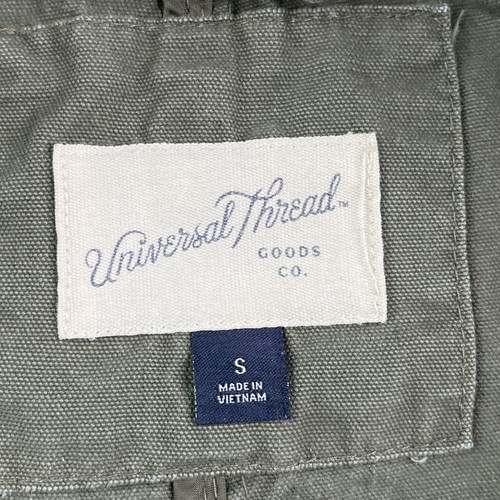 Universal Thread™
GOODS
CO.
S
MADE IN
VIETNAM